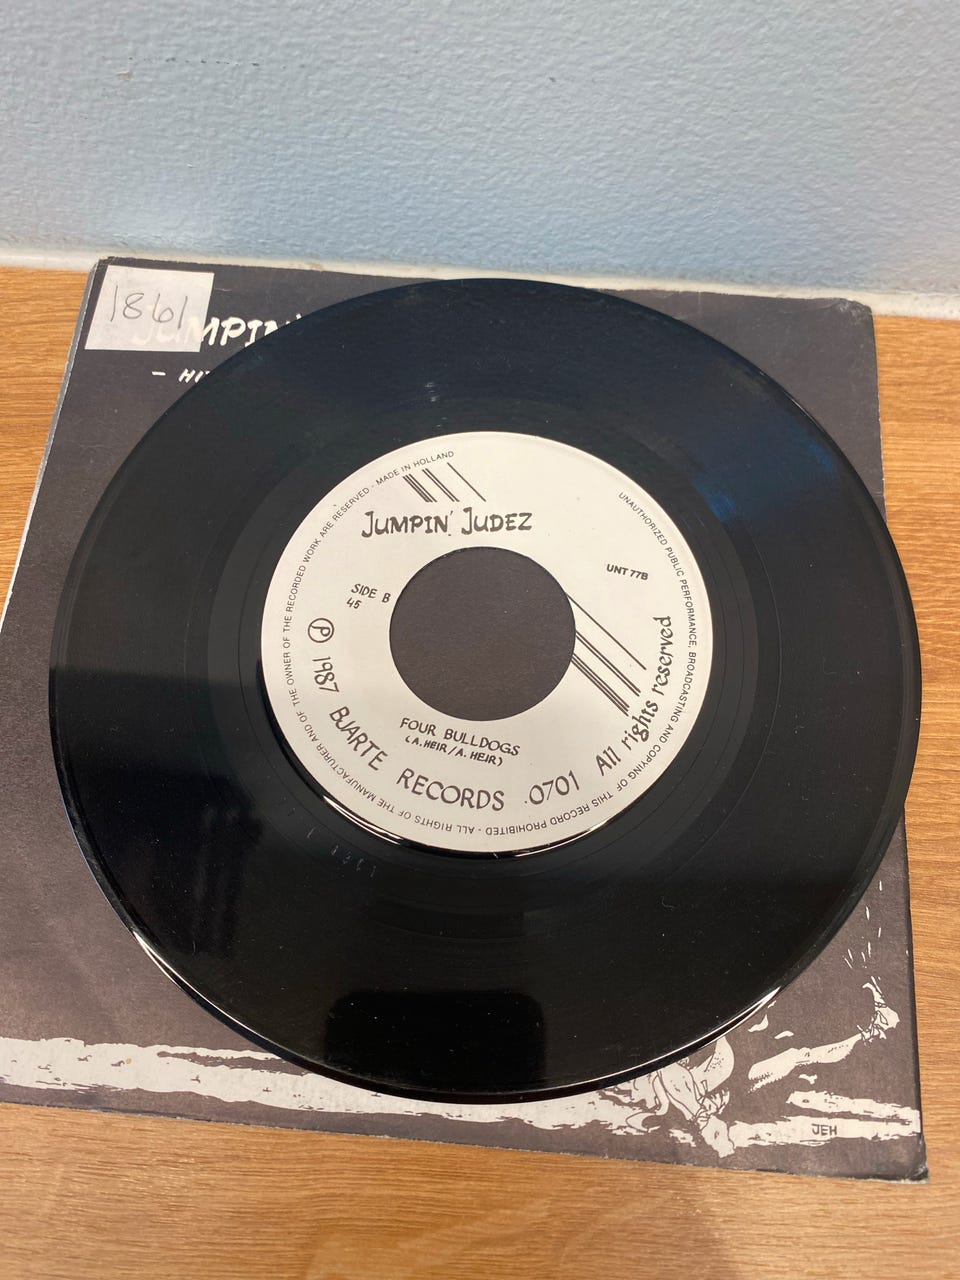 1861
JUMPIN'
- HI
JUMPIN' JUDEZ
UNT 77B
SIDE B
45
FOUR BULLDOGS
(A.HEIR/A. HEIR)
Ⓟ 1987 BJARTE RECORDS 0701 All rights reserved
ALL RIGHTS OF THE MANUFACTURER AND OF THE OWNER OF THE RECORDED WORK ARE RESERVED - MADE IN HOLLAND
UNAUTHORIZED PUBLIC PERFORMANCE, BROADCASTING AND COPYING OF THIS RECORD PROHIBITED -
JEH